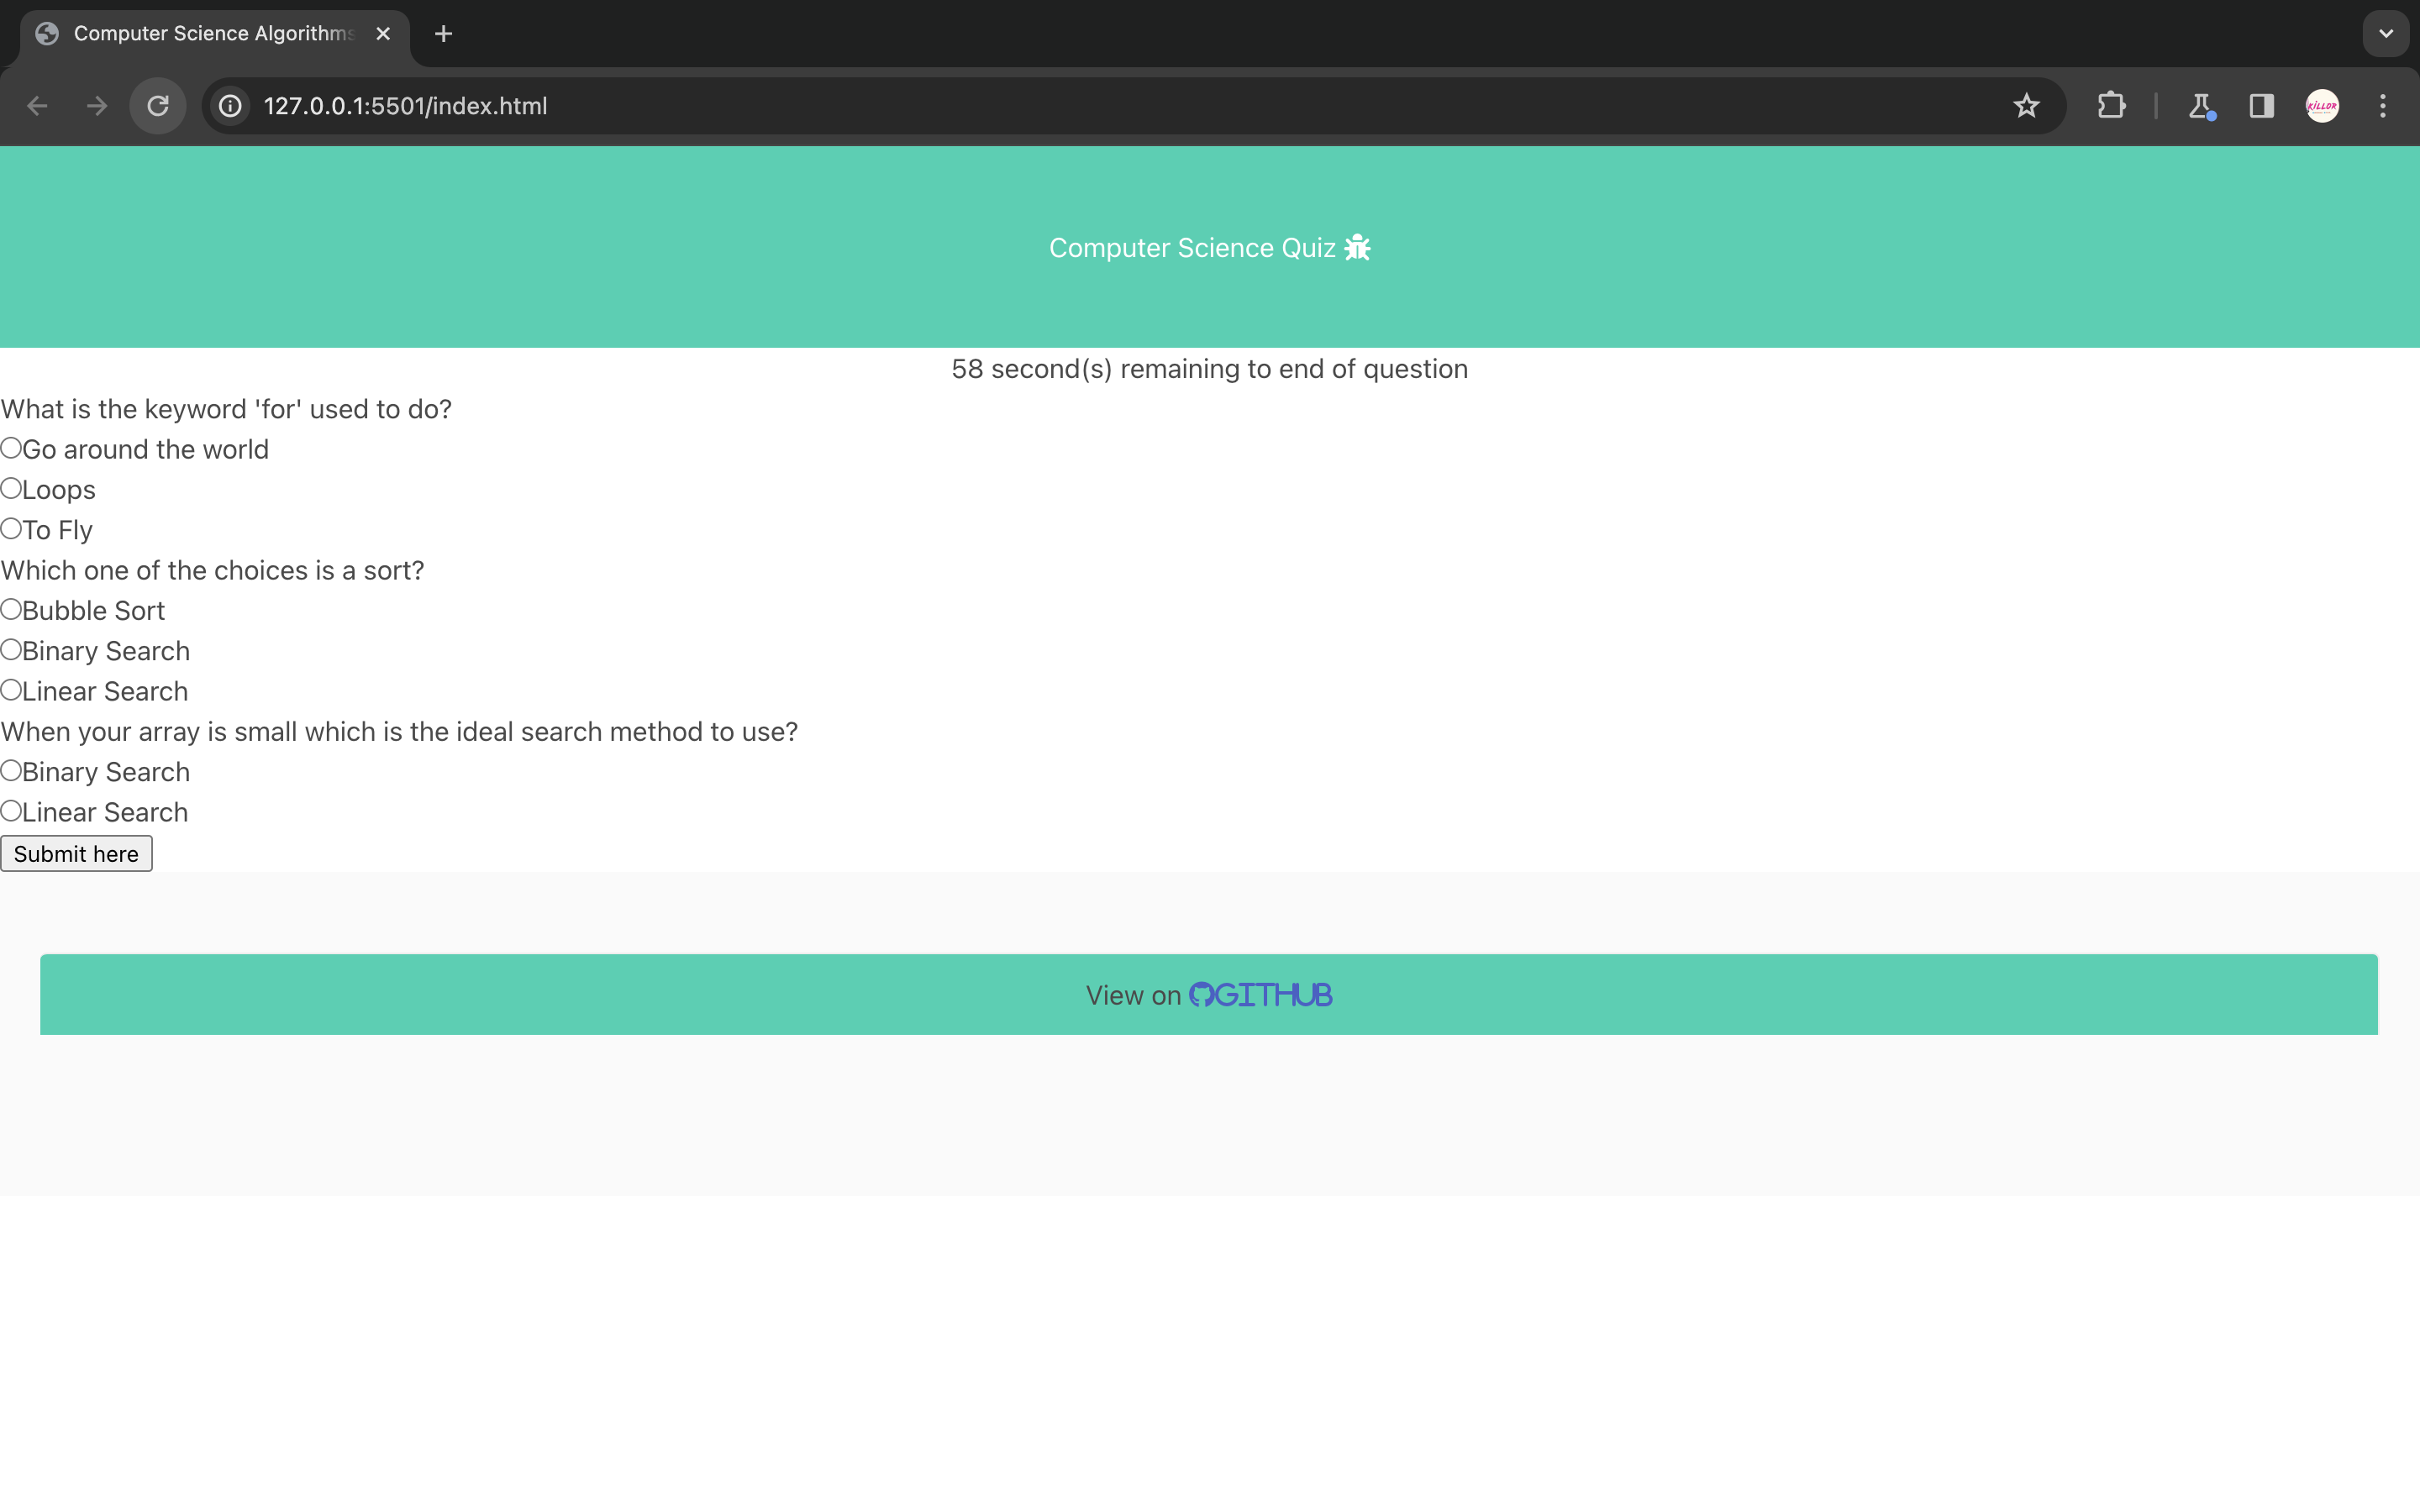 Computer Science Algorithms
127.0.0.1:5501/index.html
KiLLOR
Computer Science Quiz
58 second(s) remaining to end of question
What is the keyword 'for' used to do?
Go around the world
Loops
To Fly
Which one of the choices is a sort?
Bubble Sort
Binary Search
Linear Search
When your array is small which is the ideal search method to use?
Binary Search
Linear Search
Submit here
View on GITHUB